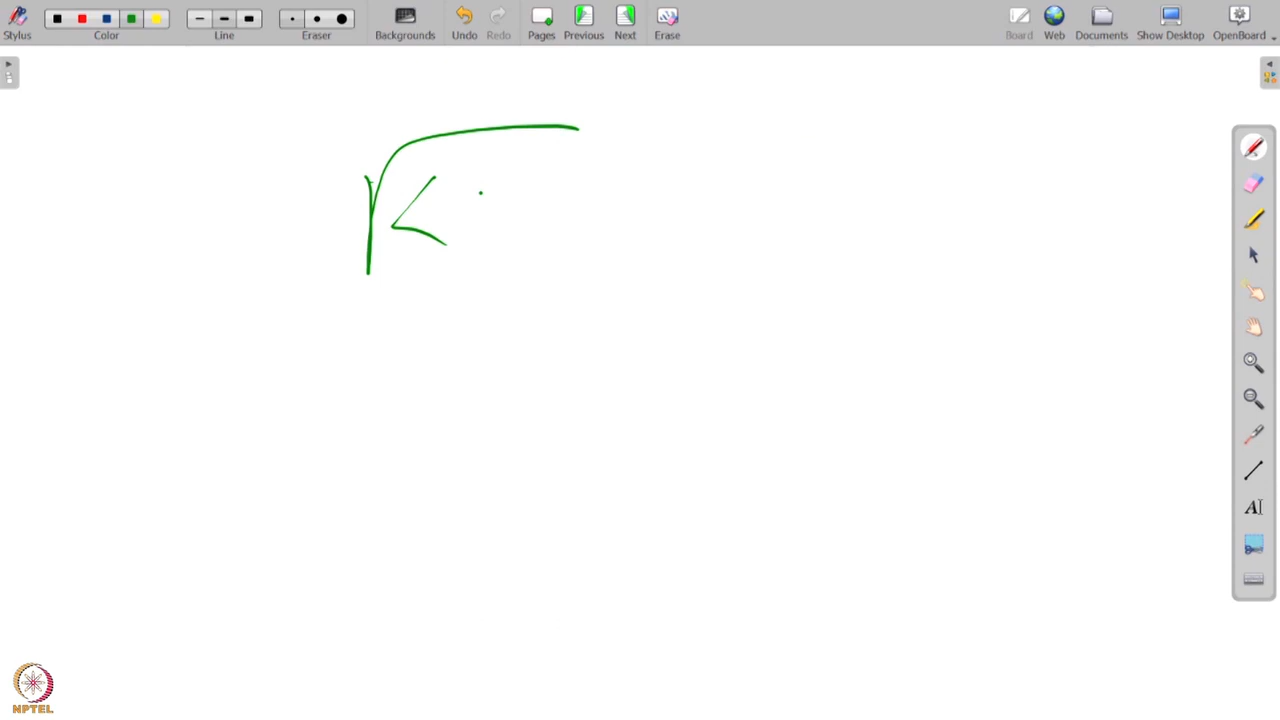 Stylus Color Line Eraser Backgrounds Undo Redo Pages Previous Next Erase Board Web Documents Show Desktop OpenBoard
K
A
NPTEL